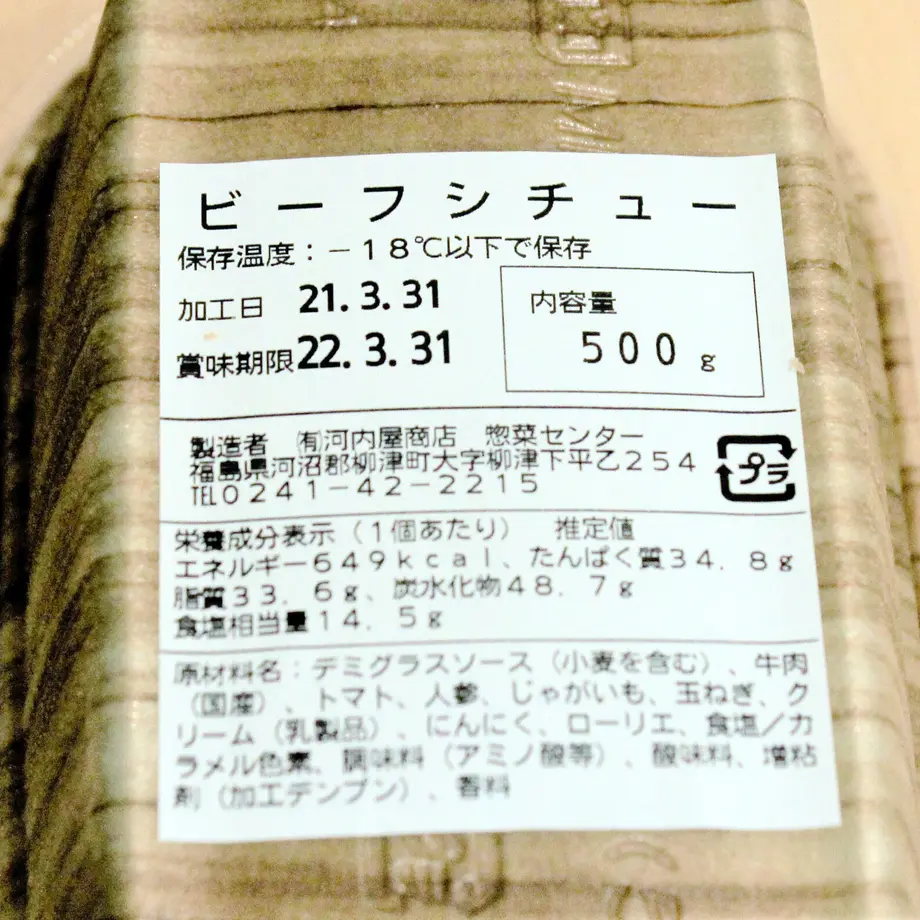 ビーフシチュー
保存温度：－１８℃以下で保存
加工日 21.3.31
内容量
賞味期限 22.3.31
５００ｇ
製造者　㈲河内屋商店　惣菜センター
福島県河沼郡柳津町大字柳津下平乙２５４
プラ
℡０２４１－４２－２２１５
栄養成分表示（１個あたり）　推定値
エネルギー６４９ｋｃａｌ、たんぱく質３４．８ｇ
脂質３３．６ｇ、炭水化物４８．７ｇ
食塩相当量１４．５ｇ
原材料名：デミグラスソース（小麦を含む）、牛肉
（国産）、トマト、人参、じゃがいも、玉ねぎ、ク
リーム（乳製品）、にんにく、ローリエ、食塩／カ
ラメル色素、調味料（アミノ酸等）、酸味料、増粘
剤（加工デンプン）、香料